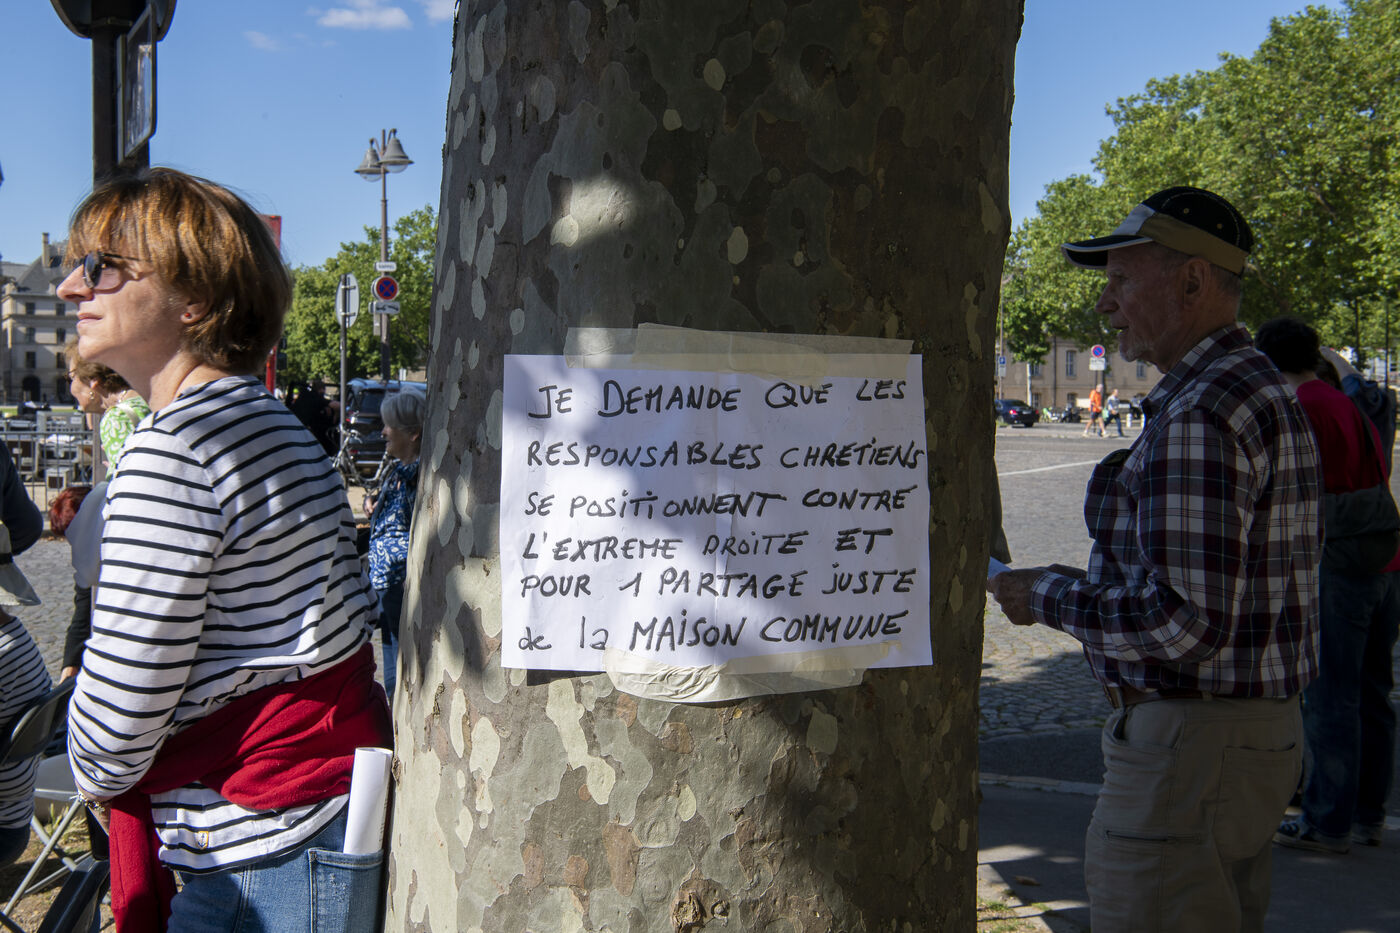 JE DEMANDE QUE LES
RESPONSABLES CHRÉTIENS
SE POSITIONNENT CONTRE
L'EXTREME DROITE ET
POUR 1 PARTAGE JUSTE
de la MAISON COMMUNE